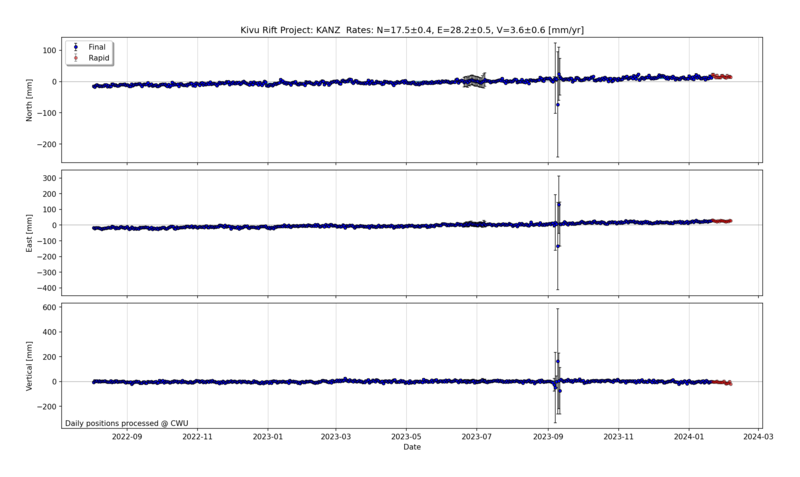 Kivu Rift Project: KANZ  Rates: N=17.5±0.4, E=28.2±0.5, V=3.6±0.6 [mm/yr]
Final
Rapid
North [mm]
100
0
−100
−200
East [mm]
300
200
100
0
−100
−200
−300
−400
Vertical [mm]
600
400
200
0
−200
Daily positions processed @ CWU
2022-09 2022-11 2023-01 2023-03 2023-05 2023-07 2023-09 2023-11 2024-01 2024-03
Date